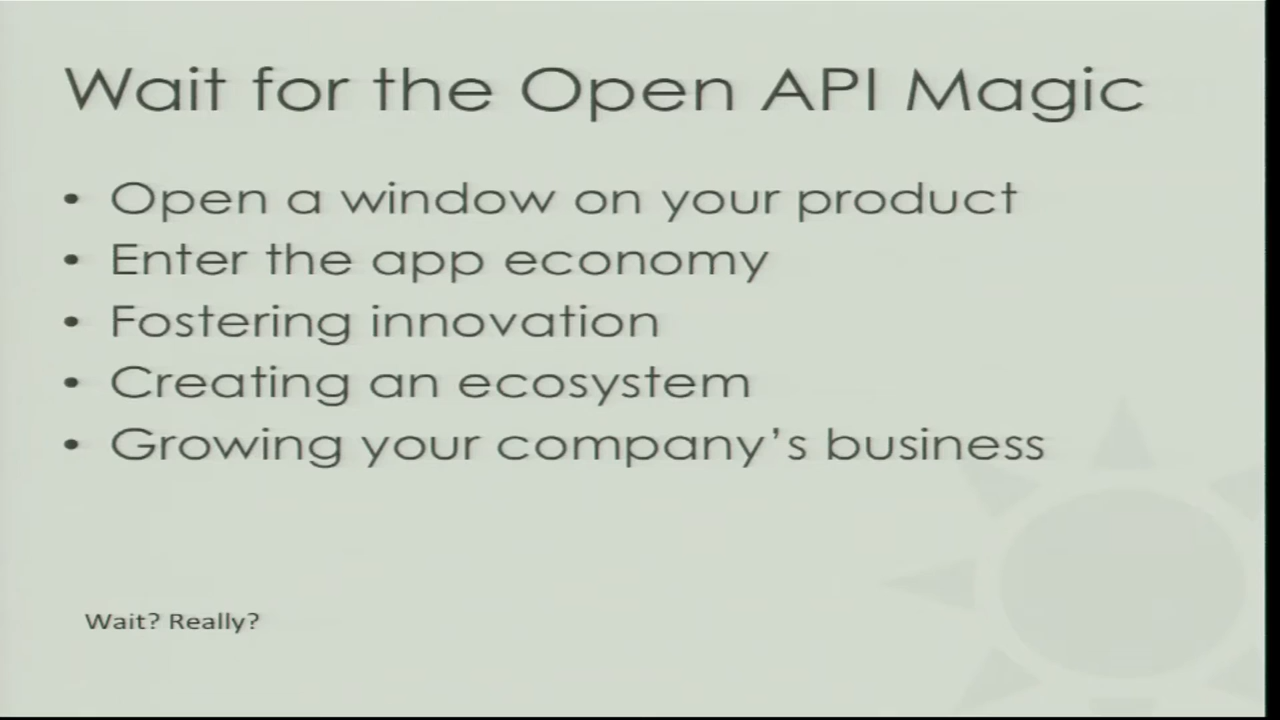 Wait for the Open API Magic
• Open a window on your product
• Enter the app economy
• Fostering innovation
• Creating an ecosystem
• Growing your company's business
Wait? Really?